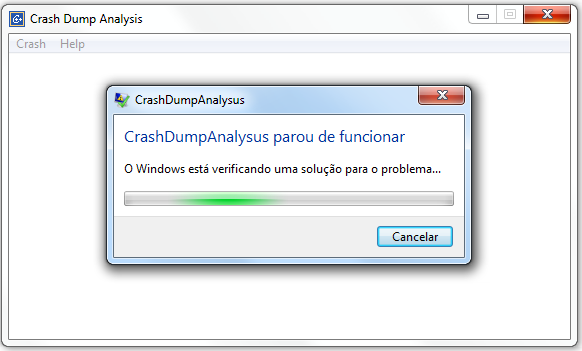 Crash Dump Analysis
Crash Help
CrashDumpAnalysus
CrashDumpAnalysus parou de funcionar
O Windows está verificando uma solução para o problema...
Cancelar